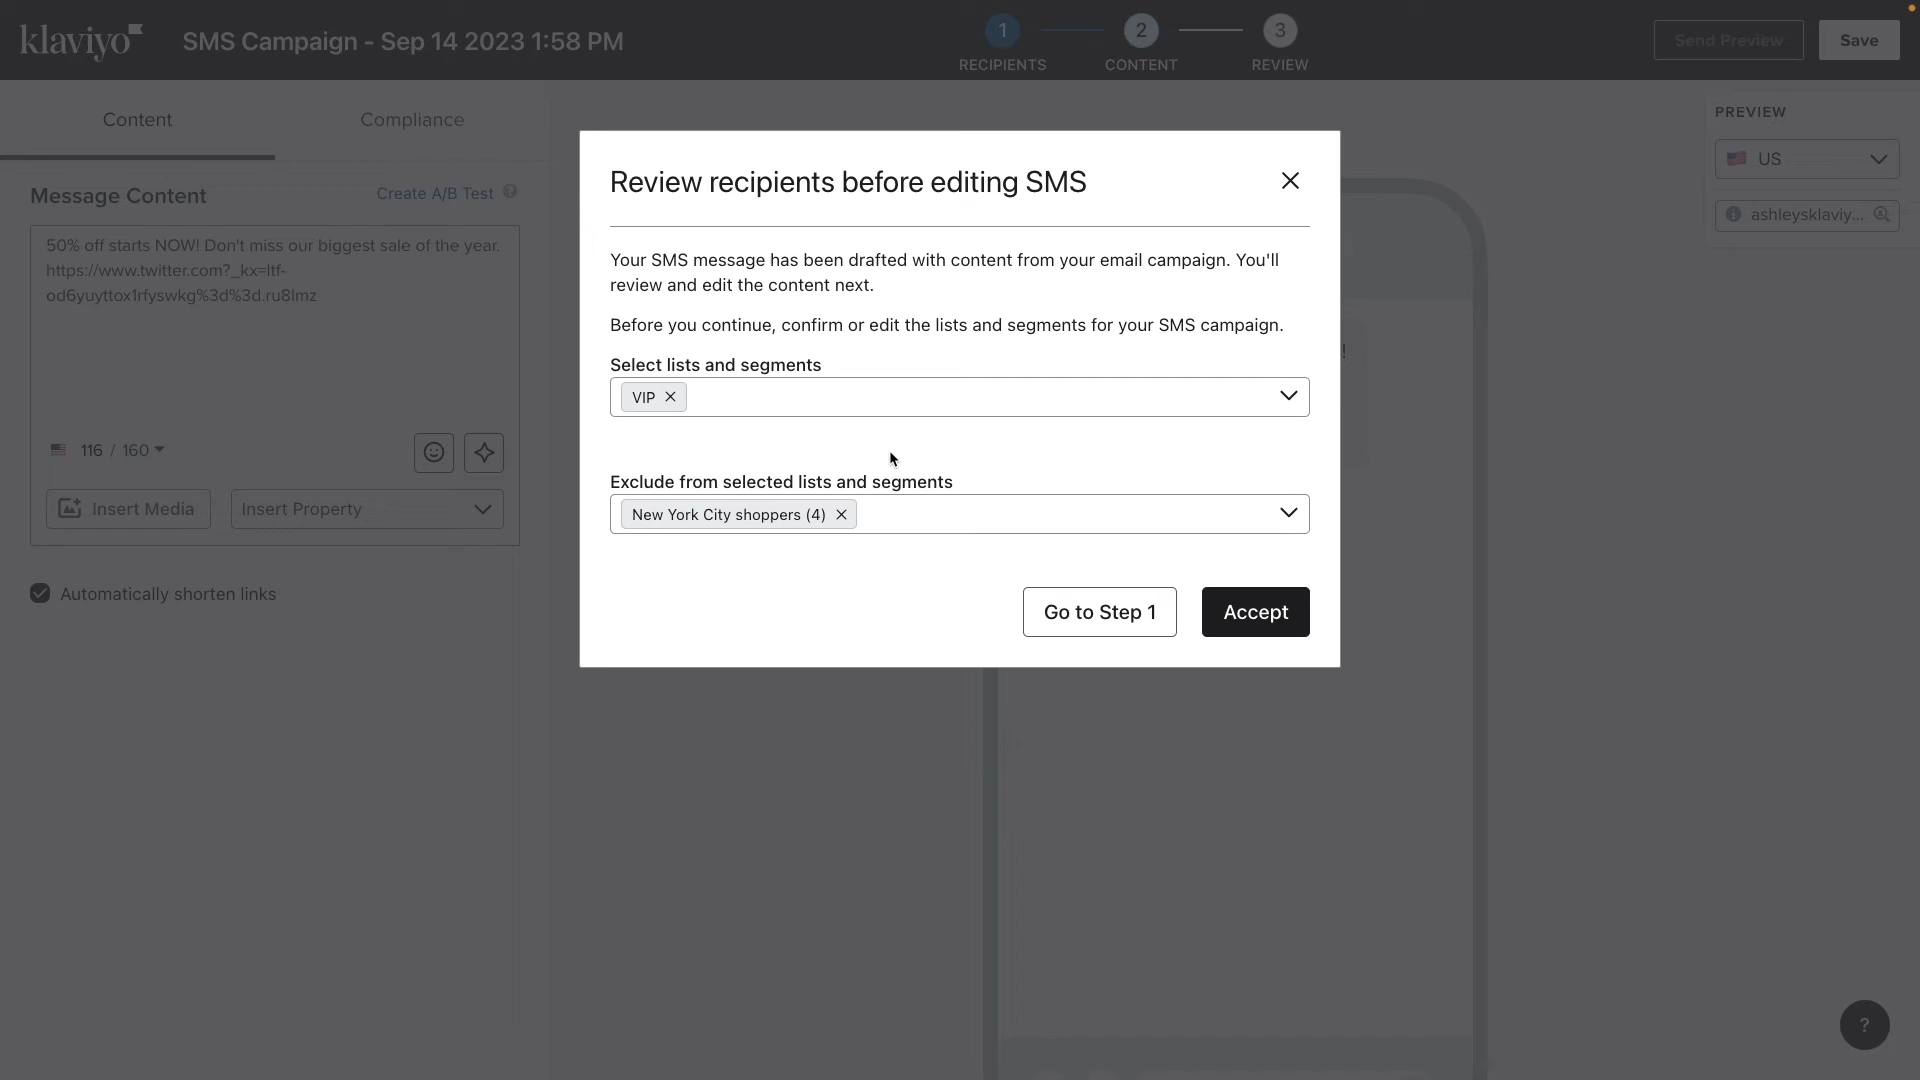 klaviyo
SMS Campaign - Sep 14 2023 1:58 PM
1
2
3
RECIPIENTS
CONTENT
REVIEW
Send Preview
Save
Content
Compliance
Message Content
Create A/B Test
50% off starts NOW! Don't miss our biggest sale of the year.
https://www.twitter.com?_kx=ltf-
od6yuyttox1rfyswkg%3d%3d.ru8lmz
116 / 160
Insert Media
Insert Property
Automatically shorten links
Review recipients before editing SMS
Your SMS message has been drafted with content from your email campaign. You'll
review and edit the content next.
Before you continue, confirm or edit the lists and segments for your SMS campaign.
Select lists and segments
VIP
Exclude from selected lists and segments
New York City shoppers (4)
Go to Step 1
Accept
!
PREVIEW
US
ashleysklaviy...
?